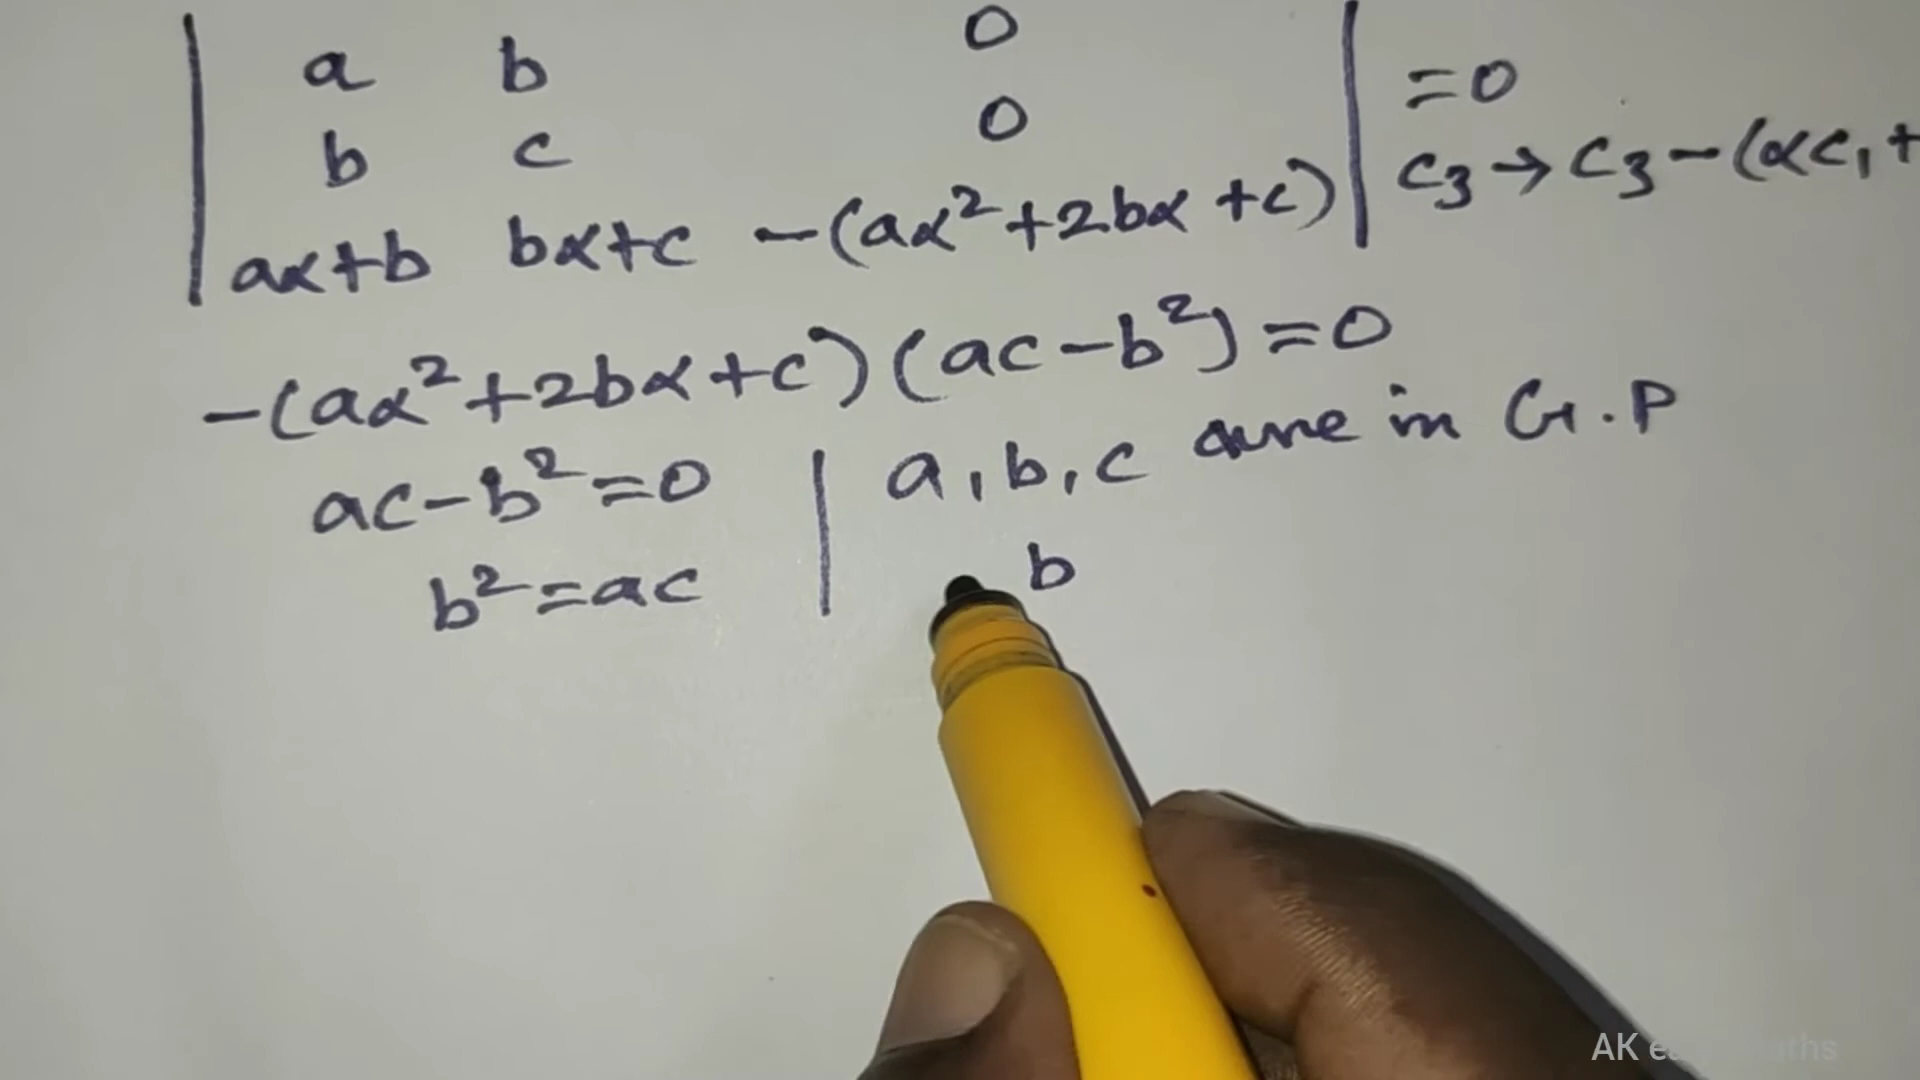 | a b 0 |
| b c 0 | =0
| aα+b bα+c -(aα²+2bα+c) | C₃→C₃-(αC₁+
-(aα²+2bα+c)(ac-b²)=0
ac-b²=0 | a,b,c are in G.P
b²=ac | b
AK